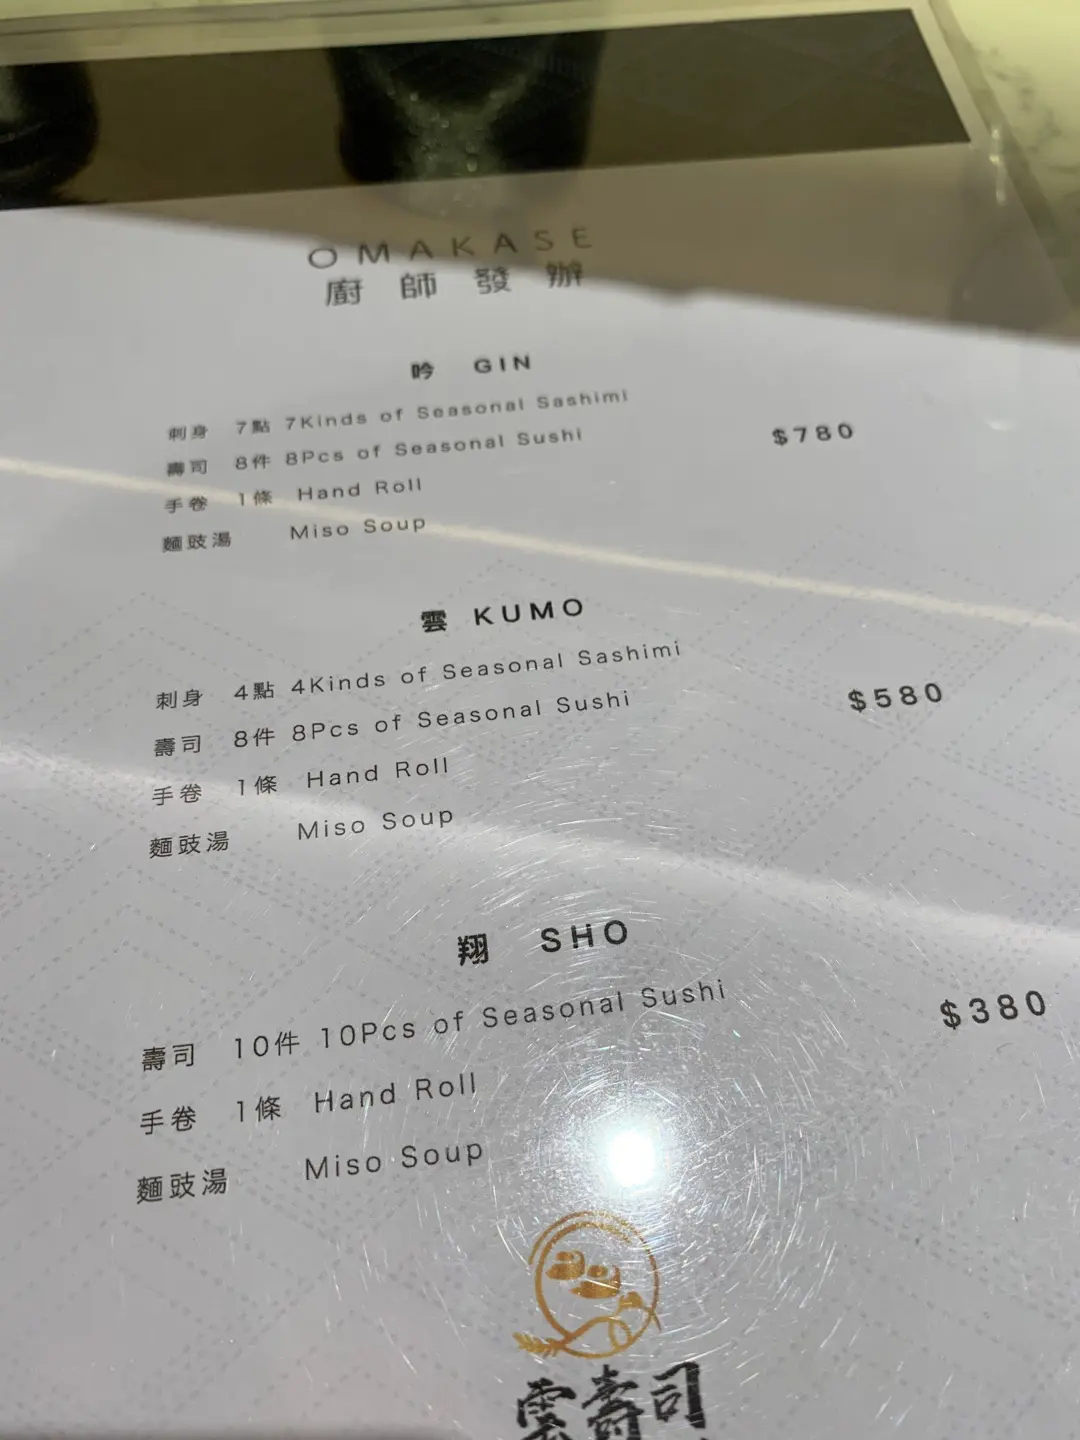 OMAKASE
廚師發辦
吟 GIN
刺身 7點 7Kinds of Seasonal Sashimi
壽司 8件 8Pcs of Seasonal Sushi
$780
手卷 1條 Hand Roll
麵豉湯 Miso Soup
雲 KUMO
刺身 4點 4Kinds of Seasonal Sashimi
壽司 8件 8Pcs of Seasonal Sushi
$580
手卷 1條 Hand Roll
麵豉湯 Miso Soup
翔 SHO
壽司 10件 10Pcs of Seasonal Sushi
$380
手卷 1條 Hand Roll
麵豉湯 Miso Soup
雲壽司